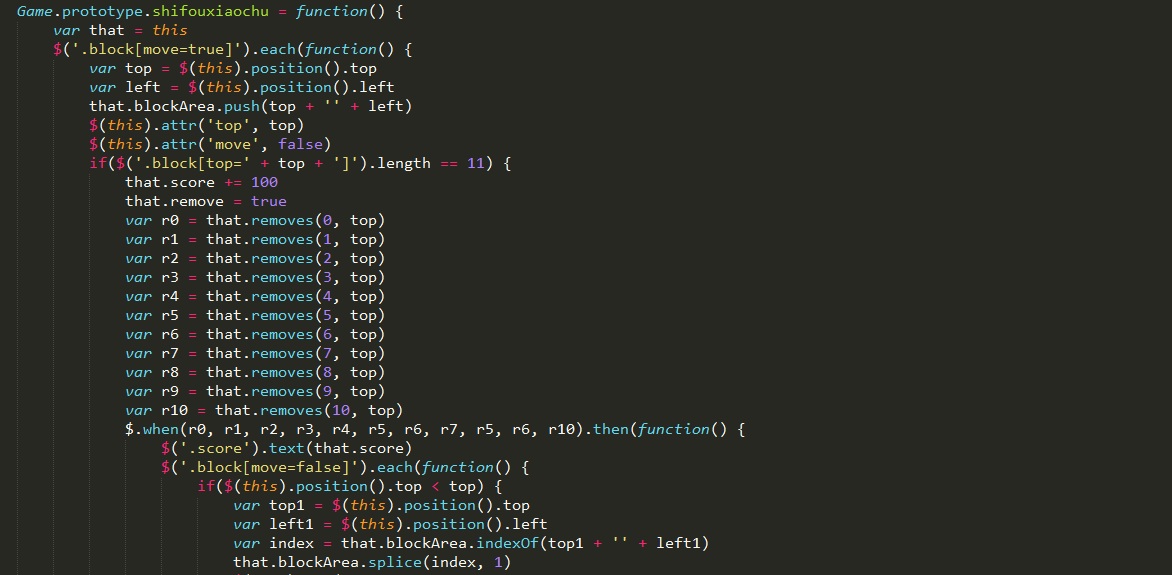 Game.prototype.shifouxiaochu = function() {
var that = this
$('.block[move=true]').each(function() {
var top = $(this).position().top
var left = $(this).position().left
that.blockArea.push(top + '' + left)
$(this).attr('top', top)
$(this).attr('move', false)
if($('.block[top=' + top + ']').length == 11) {
that.score += 100
that.remove = true
var r0 = that.removes(0, top)
var r1 = that.removes(1, top)
var r2 = that.removes(2, top)
var r3 = that.removes(3, top)
var r4 = that.removes(4, top)
var r5 = that.removes(5, top)
var r6 = that.removes(6, top)
var r7 = that.removes(7, top)
var r8 = that.removes(8, top)
var r9 = that.removes(9, top)
var r10 = that.removes(10, top)
$.when(r0, r1, r2, r3, r4, r5, r6, r7, r5, r6, r10).then(function() {
$('.score').text(that.score)
$('.block[move=false]').each(function() {
if($(this).position().top < top) {
var top1 = $(this).position().top
var left1 = $(this).position().left
var index = that.blockArea.indexOf(top1 + '' + left1)
that.blockArea.splice(index, 1)